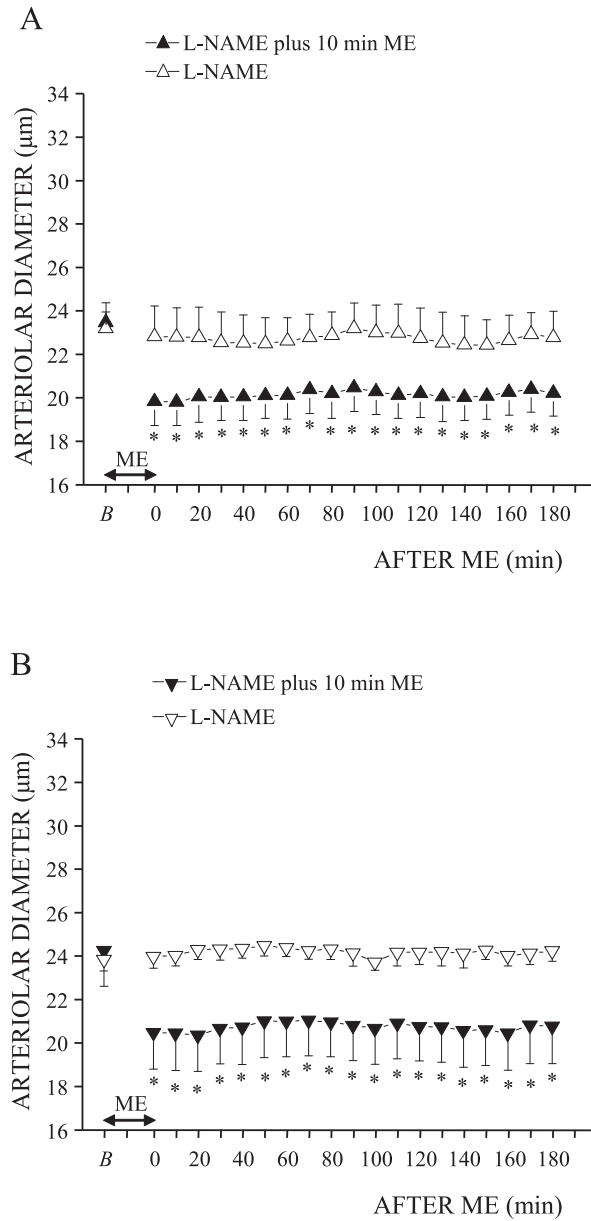 A
L-NAME plus 10 min ME
L-NAME
ARTERIOLAR DIAMETER (µm)
34
32
30
28
26
24
22
20
18
16
* * * * * * * * * * * * * * * * * * *
ME
B 0 20 40 60 80 100 120 140 160 180
AFTER ME (min)
B
L-NAME plus 10 min ME
L-NAME
ARTERIOLAR DIAMETER (µm)
34
32
30
28
26
24
22
20
18
16
* * * * * * * * * * * * * * * * * * *
ME
B 0 20 40 60 80 100 120 140 160 180
AFTER ME (min)